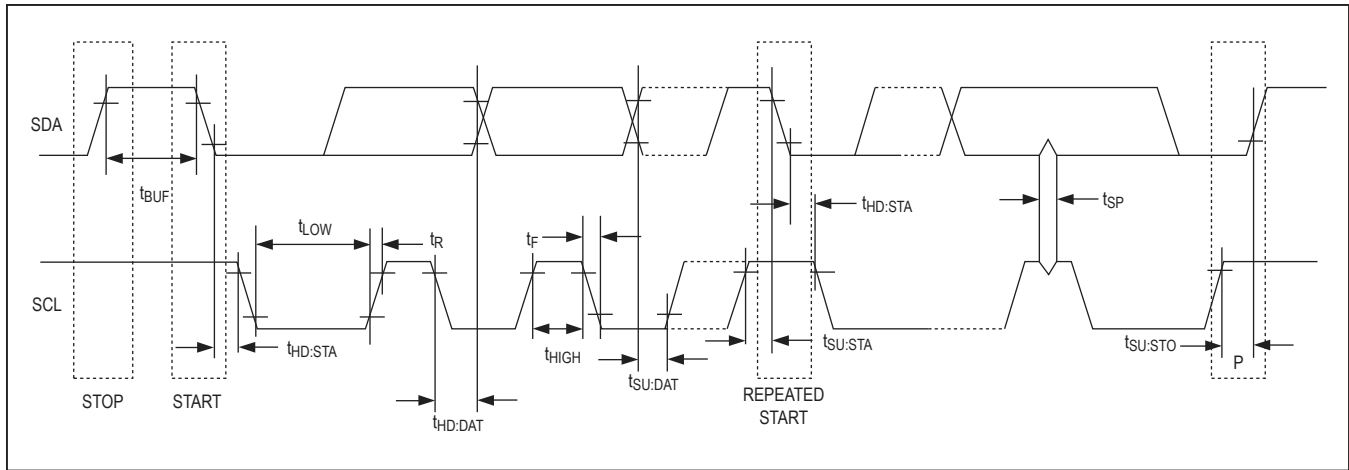 SDA
tBUF
tHD:STA
tSP
tLOW
tR
tF
SCL
tHD:STA
tHIGH
tSU:STA
tSU:STO
P
tSU:DAT
STOP
START
REPEATED
START
tHD:DAT